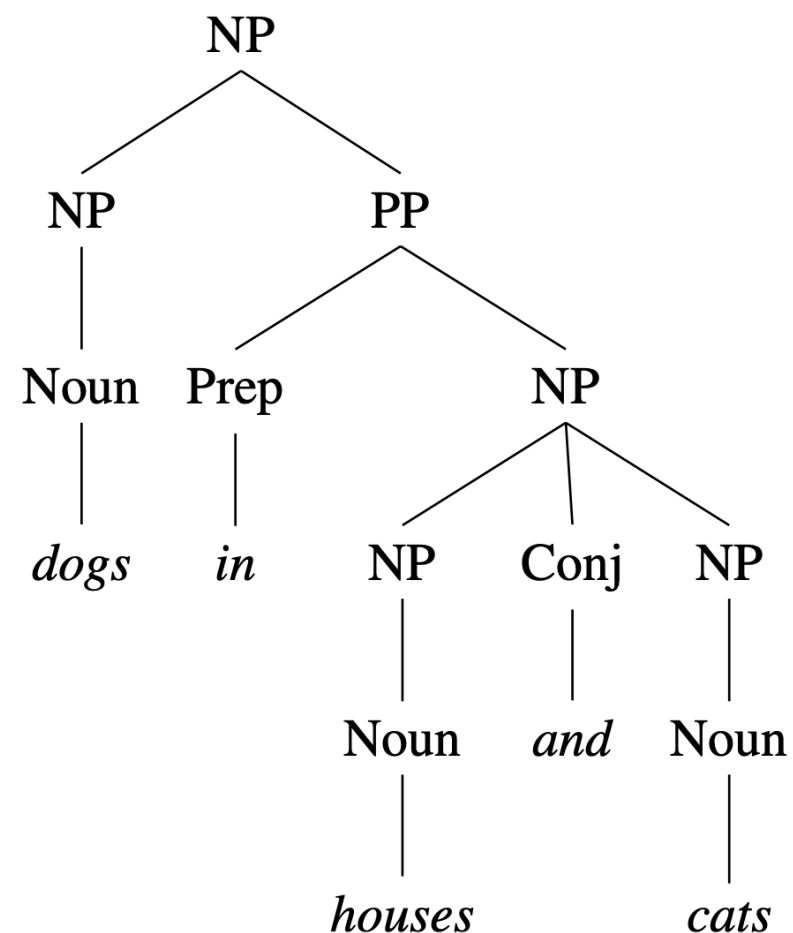 NP
NP PP
Noun Prep NP
dogs in NP Conj NP
Noun and Noun
houses cats